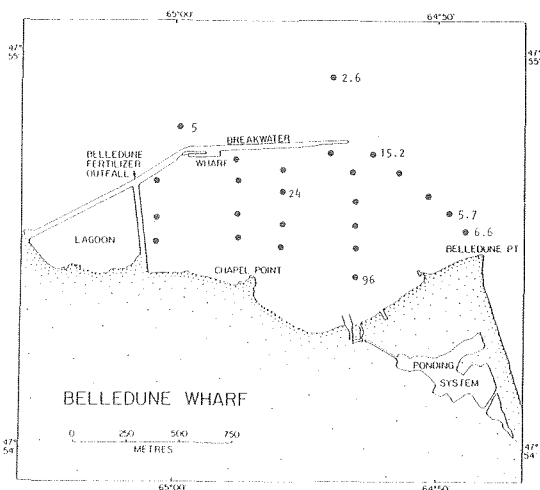 65°00'
64°50'
47°
55'
47°
55'
2.6
5
BREAKWATER
WHARF
15.2
BELLEDUNE
FERTILIZER
OUTFALL
24
5.7
6.6
LAGOON
BELLEDUNE PT
CHAPEL POINT
96
PONDING
SYSTEM
BELLEDUNE WHARF
0 250 500 750
METRES
47°
54'
47°
54'
65°00'
64°50'